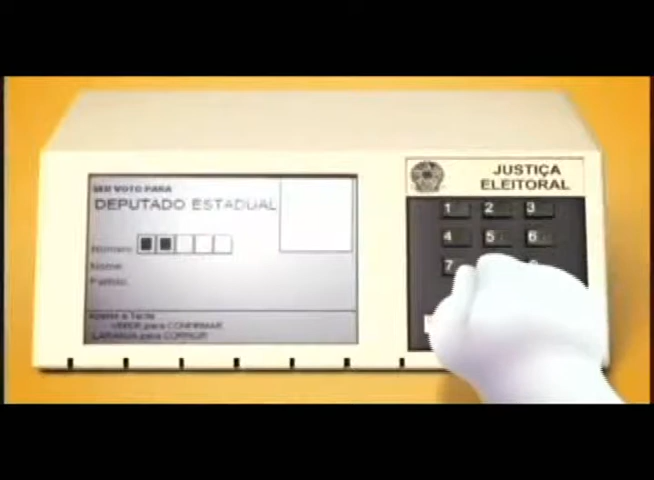 SEU VOTO PARA
DEPUTADO ESTADUAL
Número:
Nome:
Partido:
Aperte a Tecla
VERDE para CONFIRMAR
LARANJA para CORRIGIR
JUSTIÇA
ELEITORAL
1 2 3
4 5 6
7